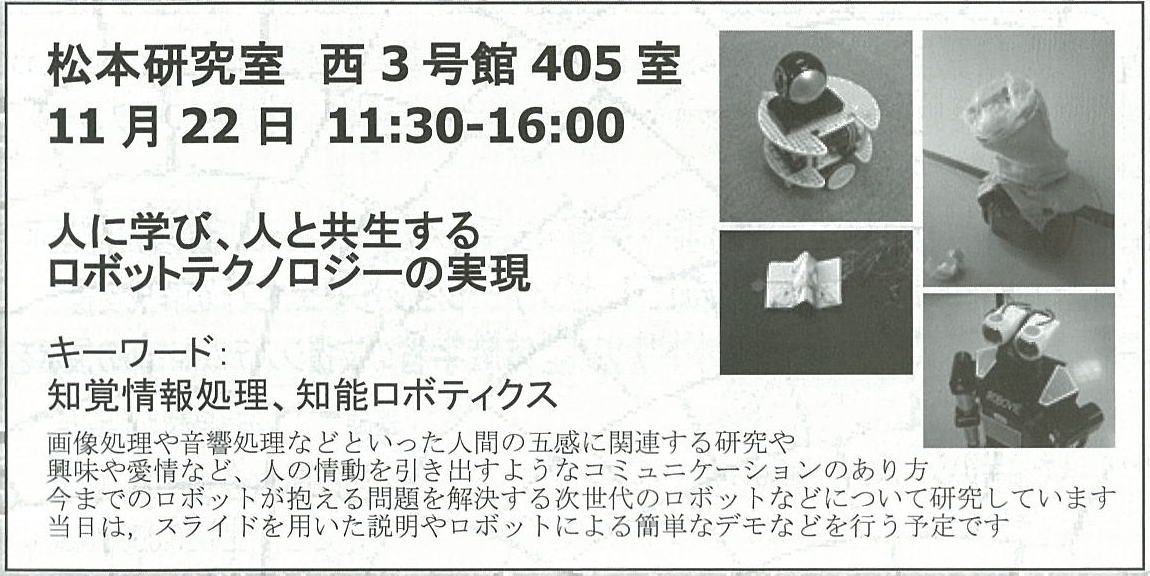 松本研究室 西3号館 405室
11月22日 11:30-16:00
人に学び、人と共生する
ロボットテクノロジーの実現
キーワード：
知覚情報処理、知能ロボティクス
画像処理や音響処理などといった人間の五感に関連する研究や
興味や愛情など、人の情動を引き出すようなコミュニケーションのあり方
今までのロボットが抱える問題を解決する次世代のロボットなどについて研究しています
当日は，スライドを用いた説明やロボットによる簡単なデモなどを行う予定です
ROBOVIE